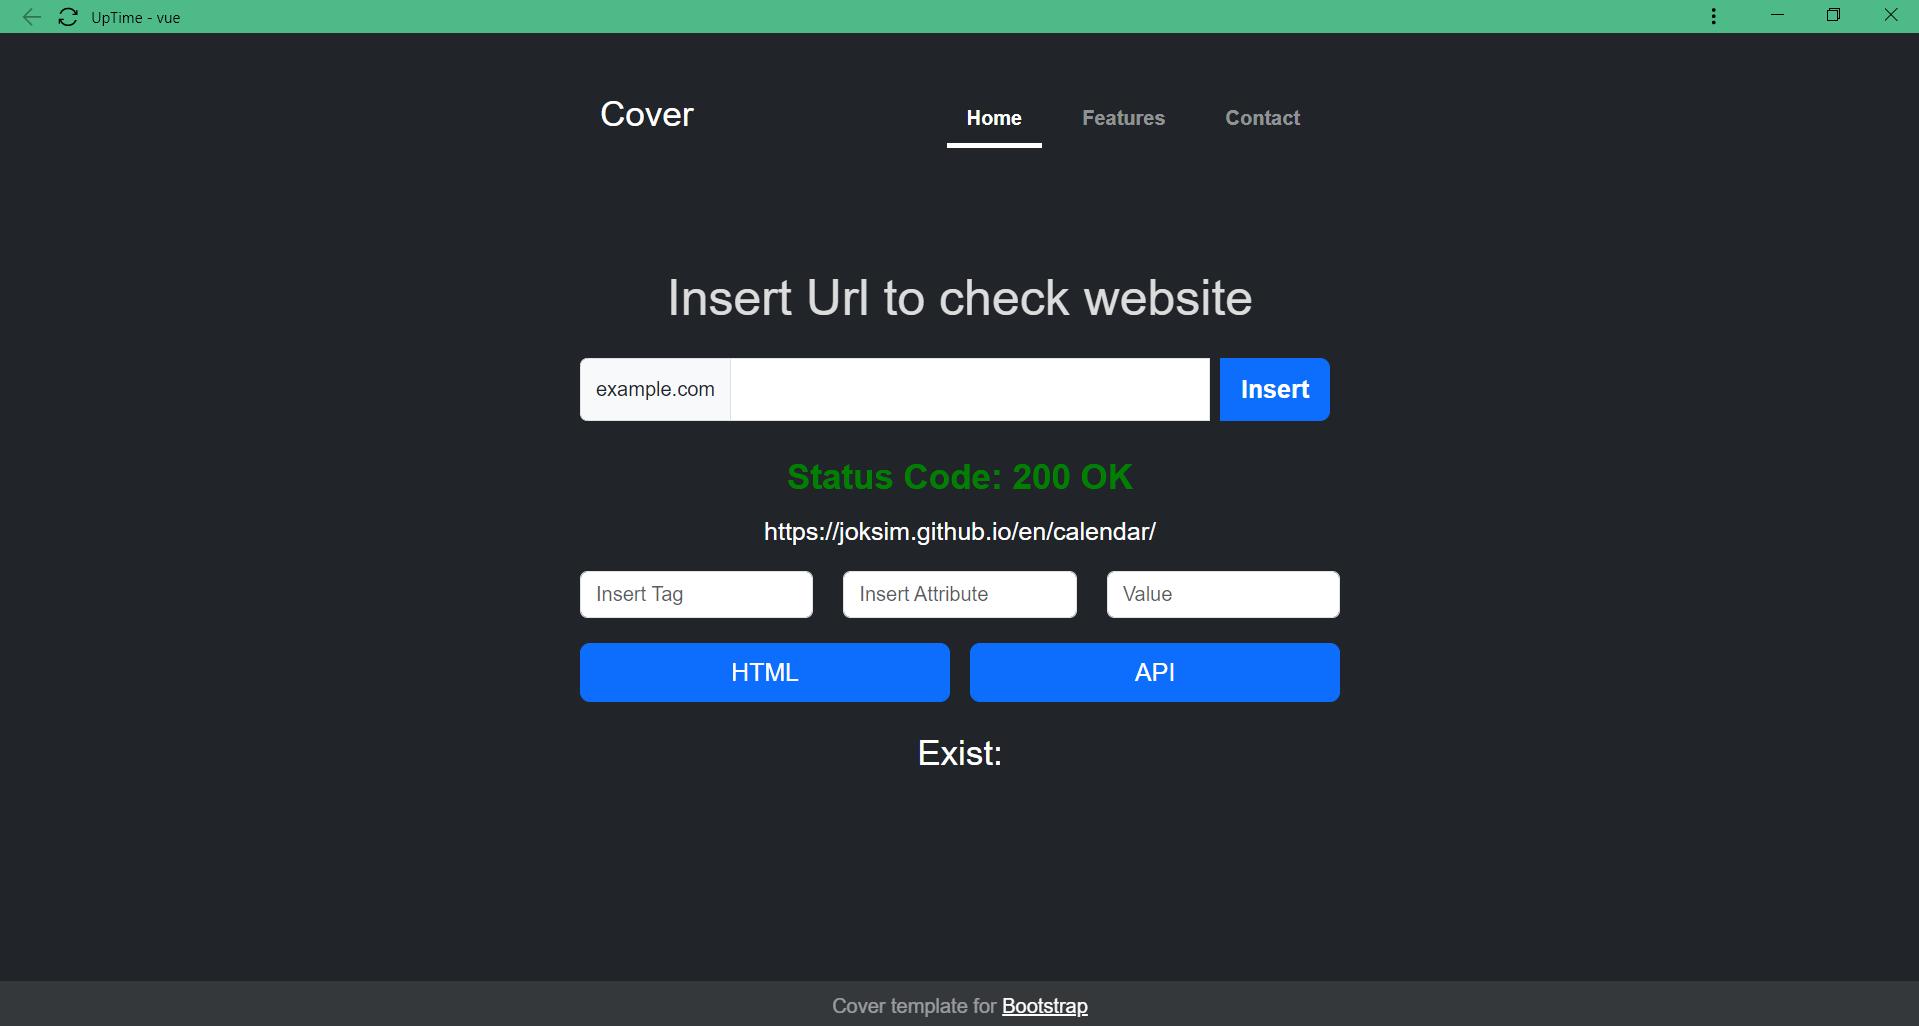 UpTime - vue
Cover
Home Features Contact
Insert Url to check website
example.com Insert
Status Code: 200 OK
https://joksim.github.io/en/calendar/
Insert Tag Insert Attribute Value
HTML API
Exist:
Cover template for Bootstrap